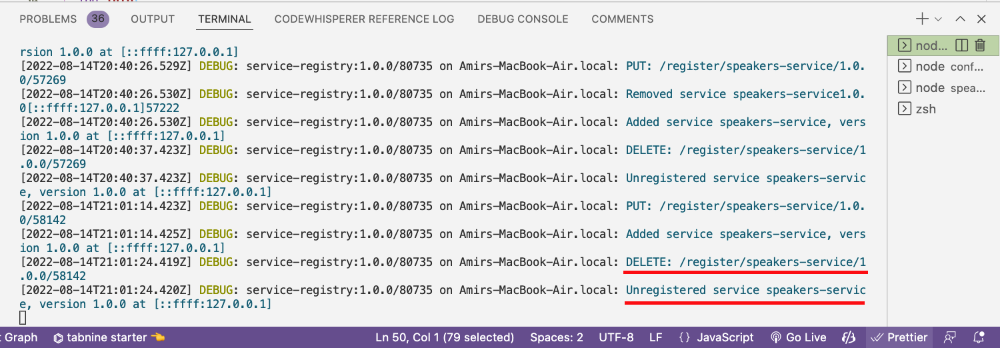 PROBLEMS 36 OUTPUT TERMINAL CODEWHISPERER REFERENCE LOG DEBUG CONSOLE COMMENTS
rsion 1.0.0 at [::ffff:127.0.0.1]
[2022-08-14T20:40:26.529Z] DEBUG: service-registry:1.0.0/80735 on Amirs-MacBook-Air.local: PUT: /register/speakers-service/1.0.
0/57269
[2022-08-14T20:40:26.530Z] DEBUG: service-registry:1.0.0/80735 on Amirs-MacBook-Air.local: Removed service speakers-service1.0.
0[::ffff:127.0.0.1]57222
[2022-08-14T20:40:26.530Z] DEBUG: service-registry:1.0.0/80735 on Amirs-MacBook-Air.local: Added service speakers-service, vers
ion 1.0.0 at [::ffff:127.0.0.1]
[2022-08-14T20:40:37.423Z] DEBUG: service-registry:1.0.0/80735 on Amirs-MacBook-Air.local: DELETE: /register/speakers-service/1
.0.0/57269
[2022-08-14T20:40:37.423Z] DEBUG: service-registry:1.0.0/80735 on Amirs-MacBook-Air.local: Unregistered service speakers-servic
e, version 1.0.0 at [::ffff:127.0.0.1]
[2022-08-14T21:01:14.423Z] DEBUG: service-registry:1.0.0/80735 on Amirs-MacBook-Air.local: PUT: /register/speakers-service/1.0.
0/58142
[2022-08-14T21:01:14.425Z] DEBUG: service-registry:1.0.0/80735 on Amirs-MacBook-Air.local: Added service speakers-service, vers
ion 1.0.0 at [::ffff:127.0.0.1]
[2022-08-14T21:01:24.419Z] DEBUG: service-registry:1.0.0/80735 on Amirs-MacBook-Air.local: DELETE: /register/speakers-service/1
.0.0/58142
[2022-08-14T21:01:24.420Z] DEBUG: service-registry:1.0.0/80735 on Amirs-MacBook-Air.local: Unregistered service speakers-servic
e, version 1.0.0 at [::ffff:127.0.0.1]
nod...
node conf...
node spea...
zsh
Graph tabnine starter 👈 Ln 50, Col 1 (79 selected) Spaces: 2 UTF-8 LF {} JavaScript Go Live Prettier